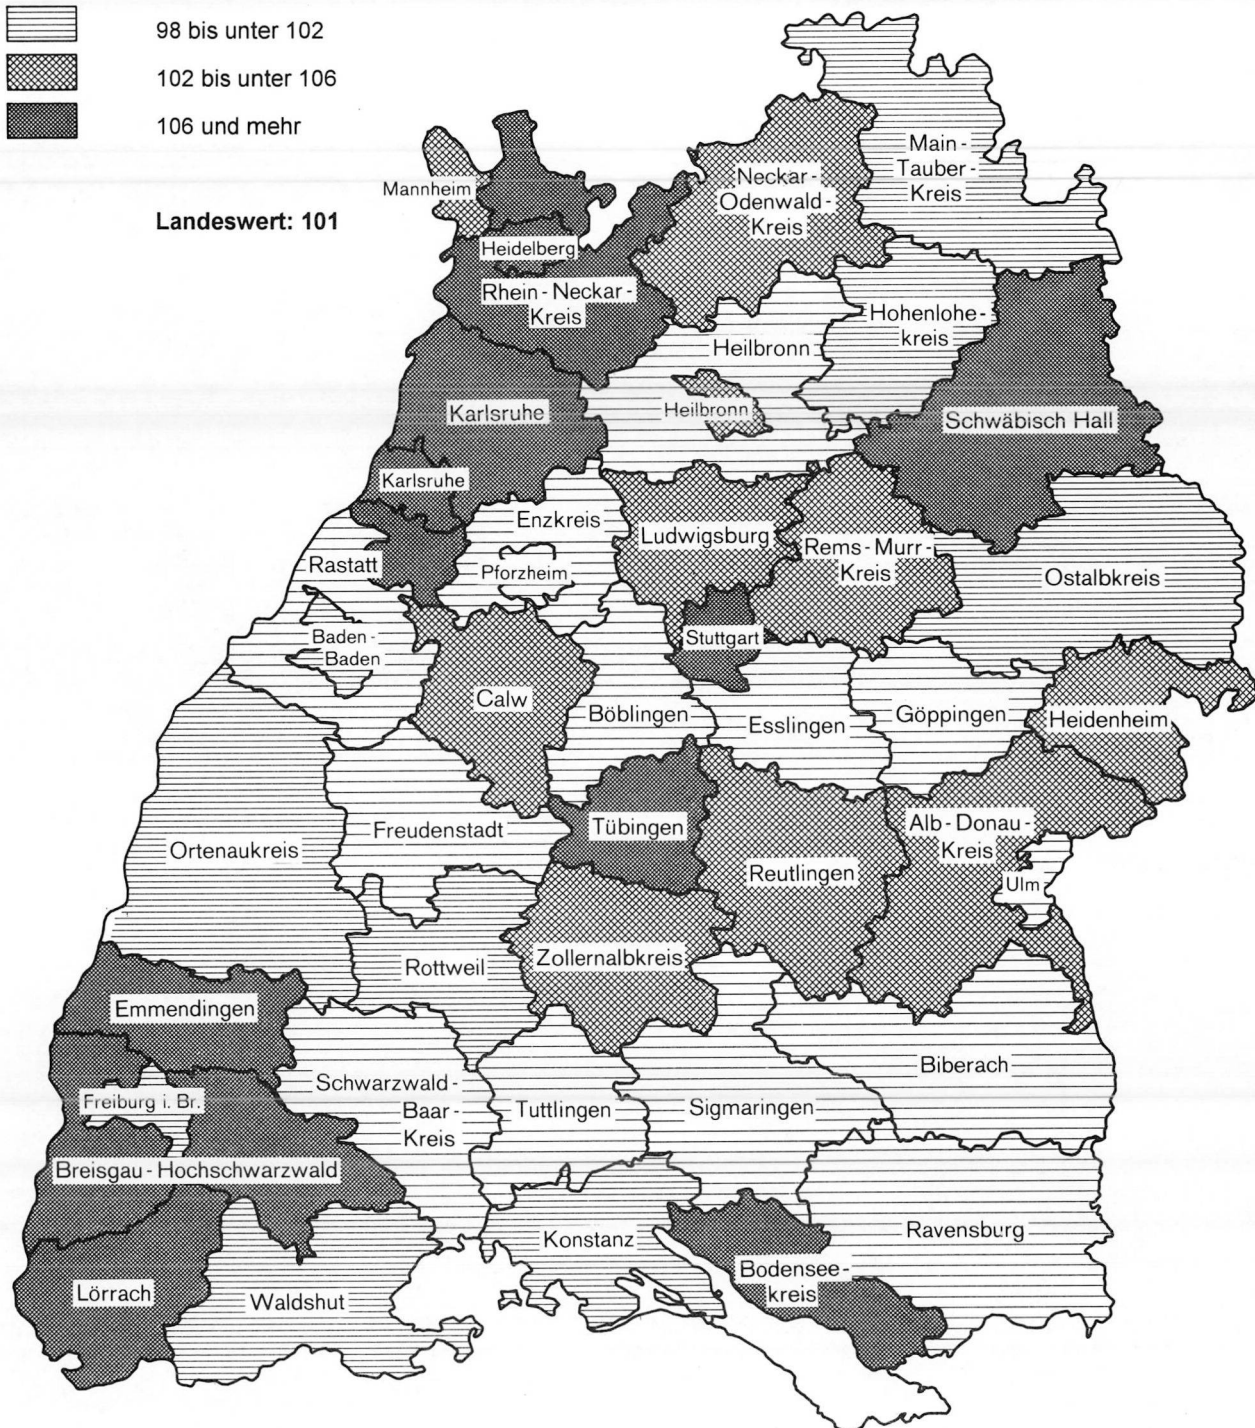 98 bis unter 102
102 bis unter 106
106 und mehr
Landeswert: 101
Main-
Tauber-
Kreis
Mannheim
Neckar-
Odenwald-
Kreis
Heidelberg
Rhein-Neckar-
Kreis
Hohenlohe-
kreis
Heilbronn
Karlsruhe
Heilbronn
Schwäbisch Hall
Karlsruhe
Enzkreis
Ludwigsburg
Rems-Murr-
Kreis
Rastatt
Pforzheim
Ostalbkreis
Baden-
Baden
Stuttgart
Calw
Böblingen
Esslingen
Göppingen
Heidenheim
Freudenstadt
Tübingen
Alb-Donau-
Kreis
Ortenaukreis
Reutlingen
Ulm
Rottweil
Zollernalbkreis
Emmendingen
Biberach
Schwarzwald-
Baar-
Kreis
Freiburg i. Br.
Tuttlingen
Sigmaringen
Breisgau-Hochschwarzwald
Ravensburg
Konstanz
Bodensee-
kreis
Lörrach
Waldshut